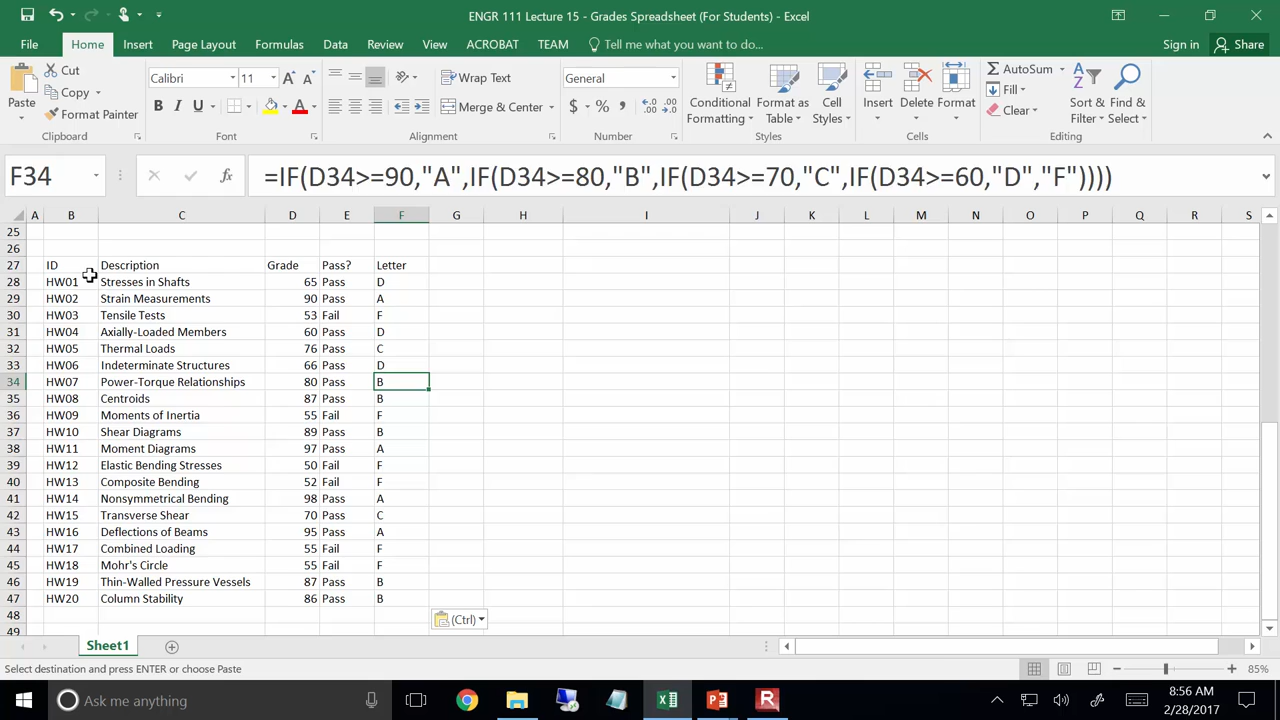 ENGR 111 Lecture 15 - Grades Spreadsheet (For Students) - Excel
File Home Insert Page Layout Formulas Data Review View ACROBAT TEAM Tell me what you want to do... Sign in Share
Paste Cut Copy Format Painter Clipboard
Calibri 11 B I U A Font
Wrap Text Merge & Center Alignment
General $ % , Number
Conditional Formatting Format as Table Cell Styles Styles
Insert Delete Format Cells
AutoSum Fill Clear Sort & Filter Find & Select Editing
F34 fx =IF(D34>=90,"A",IF(D34>=80,"B",IF(D34>=70,"C",IF(D34>=60,"D","F"))))
A B C D E F G H I J K L M N O P Q R S
25
26
27 ID Description Grade Pass? Letter
28 HW01 Stresses in Shafts 65 Pass D
29 HW02 Strain Measurements 90 Pass A
30 HW03 Tensile Tests 53 Fail F
31 HW04 Axially-Loaded Members 60 Pass D
32 HW05 Thermal Loads 76 Pass C
33 HW06 Indeterminate Structures 66 Pass D
34 HW07 Power-Torque Relationships 80 Pass B
35 HW08 Centroids 87 Pass B
36 HW09 Moments of Inertia 55 Fail F
37 HW10 Shear Diagrams 89 Pass B
38 HW11 Moment Diagrams 97 Pass A
39 HW12 Elastic Bending Stresses 50 Fail F
40 HW13 Composite Bending 52 Fail F
41 HW14 Nonsymmetrical Bending 98 Pass A
42 HW15 Transverse Shear 70 Pass C
43 HW16 Deflections of Beams 95 Pass A
44 HW17 Combined Loading 55 Fail F
45 HW18 Mohr's Circle 55 Fail F
46 HW19 Thin-Walled Pressure Vessels 87 Pass B
47 HW20 Column Stability 86 Pass B
48 (Ctrl)
49
Sheet1
Select destination and press ENTER or choose Paste 85%
Ask me anything 8:56 AM
2/28/2017